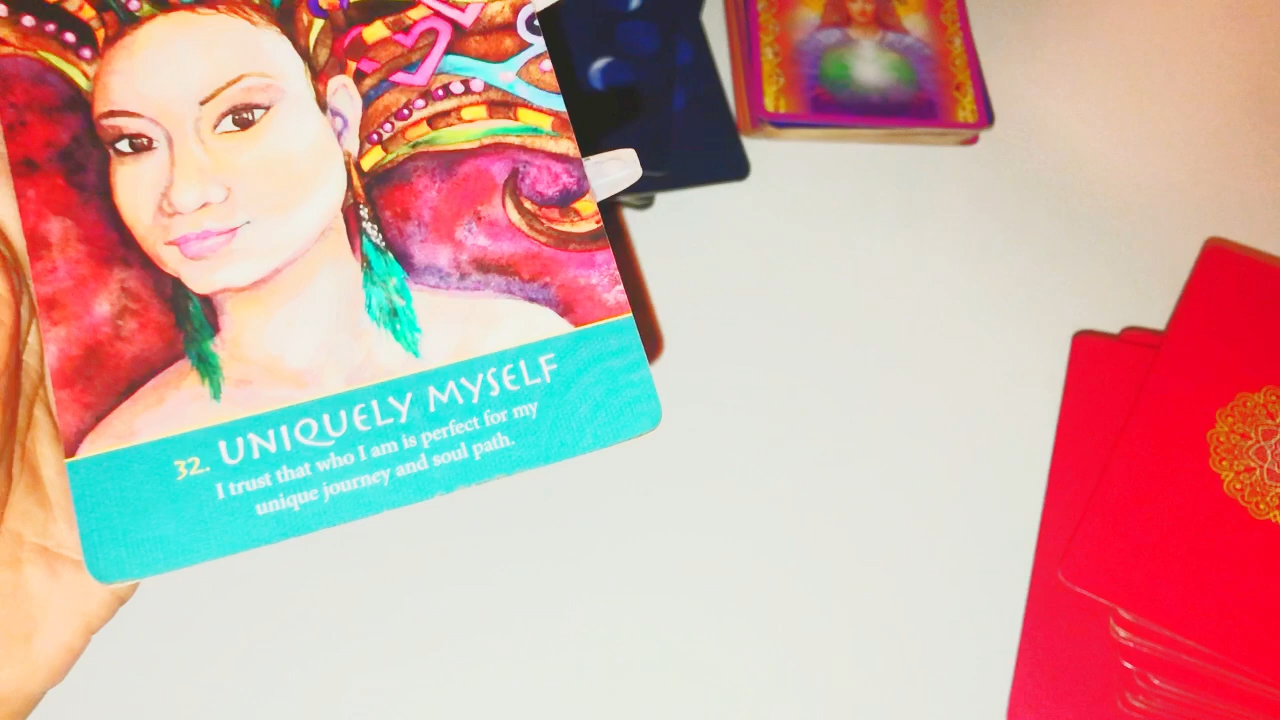 32. UNIQUELY MYSELF
I trust that who I am is perfect for my
unique journey and soul path.